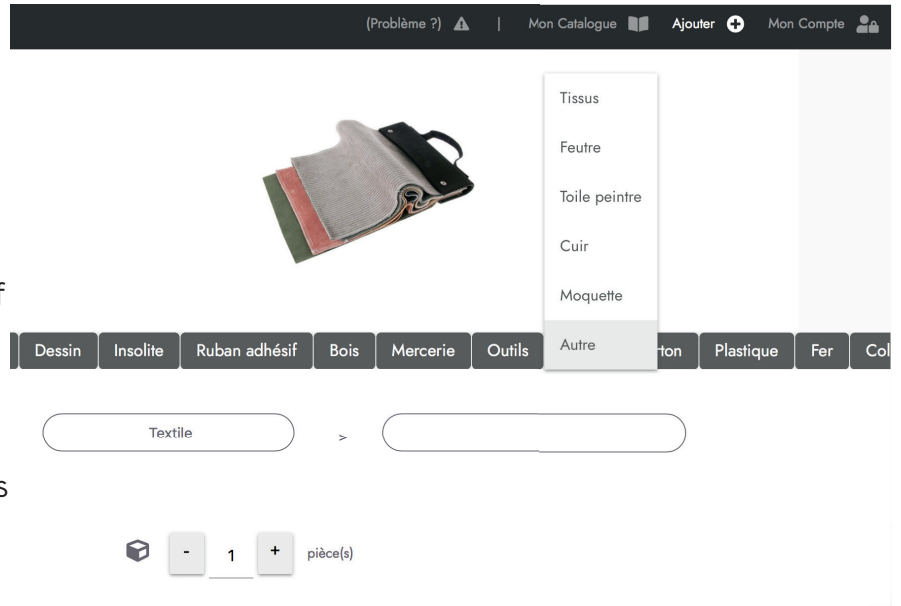 (Problème ?) | Mon Catalogue Ajouter Mon Compte
Tissus
Feutre
Toile peintre
Cuir
Moquette
Autre
f
Dessin Insolite Ruban adhésif Bois Mercerie Outils rton Plastique Fer Col
Textile > 
s
- 1 + pièce(s)